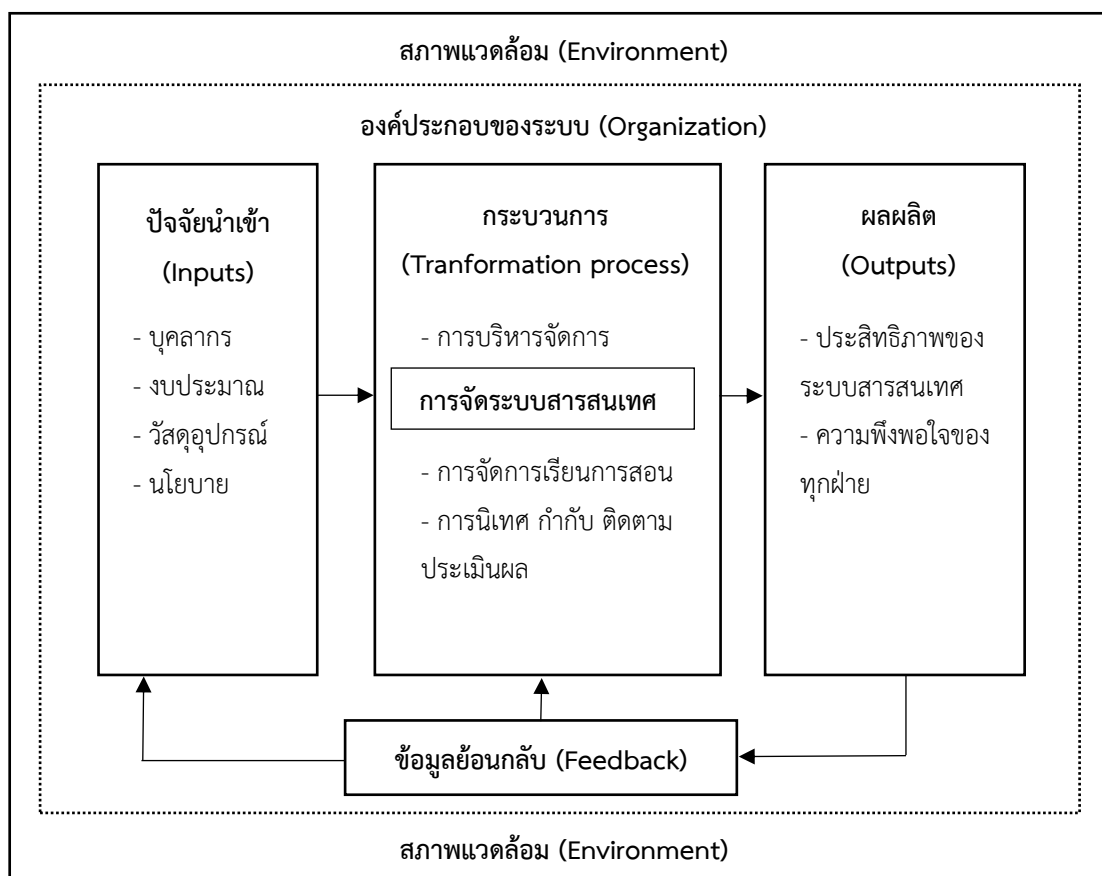 สภาพแวดล้อม (Environment)
องค์ประกอบของระบบ (Organization)
ปัจจัยนำเข้า
(Inputs)
- บุคลากร
- งบประมาณ
- วัสดุอุปกรณ์
- นโยบาย
กระบวนการ
(Tranformation process)
- การบริหารจัดการ
การจัดระบบสารสนเทศ
- การจัดการเรียนการสอน
- การนิเทศ กำกับ ติดตาม
ประเมินผล
ผลผลิต
(Outputs)
- ประสิทธิภาพของ
ระบบสารสนเทศ
- ความพึงพอใจของ
ทุกฝ่าย
ข้อมูลย้อนกลับ (Feedback)
สภาพแวดล้อม (Environment)